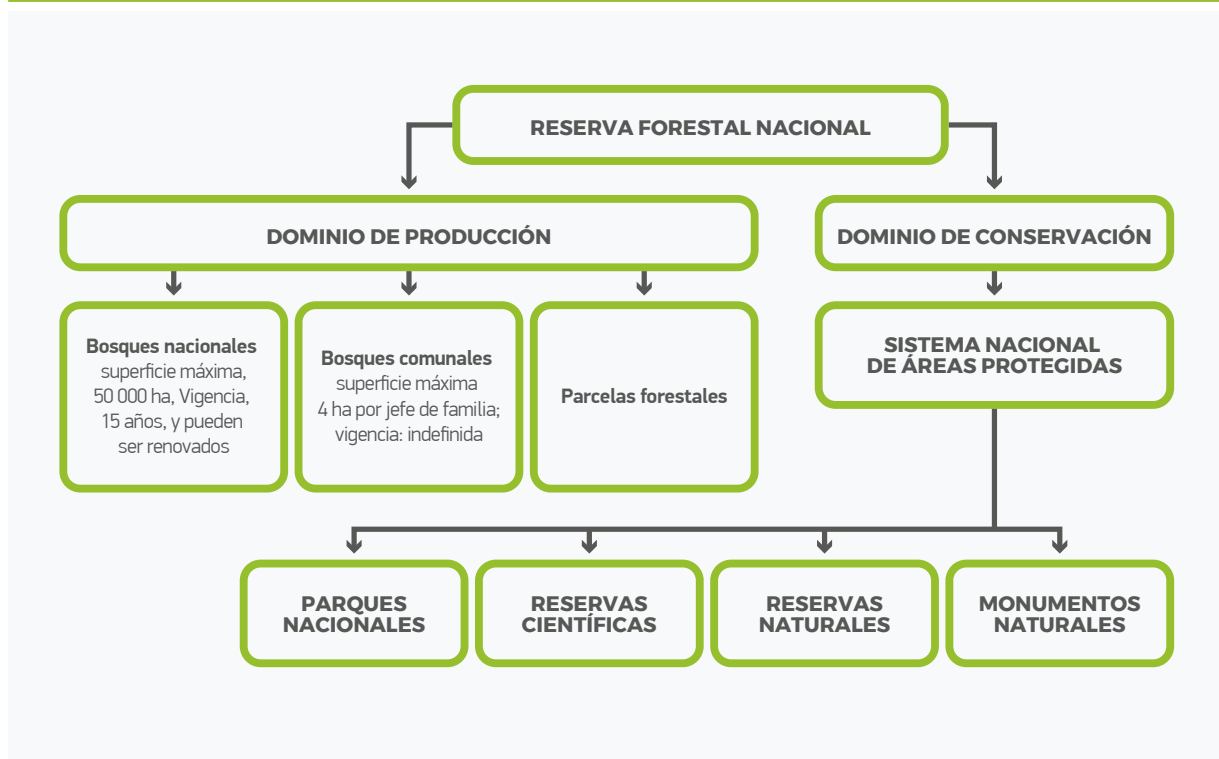 RESERVA FORESTAL NACIONAL
DOMINIO DE PRODUCCIÓN
DOMINIO DE CONSERVACIÓN
Bosques nacionales
superficie máxima,
50 000 ha, Vigencia,
15 años, y pueden
ser renovados
Bosques comunales
superficie máxima
4 ha por jefe de familia;
vigencia: indefinida
Parcelas forestales
SISTEMA NACIONAL
DE ÁREAS PROTEGIDAS
PARQUES
NACIONALES
RESERVAS
CIENTÍFICAS
RESERVAS
NATURALES
MONUMENTOS
NATURALES